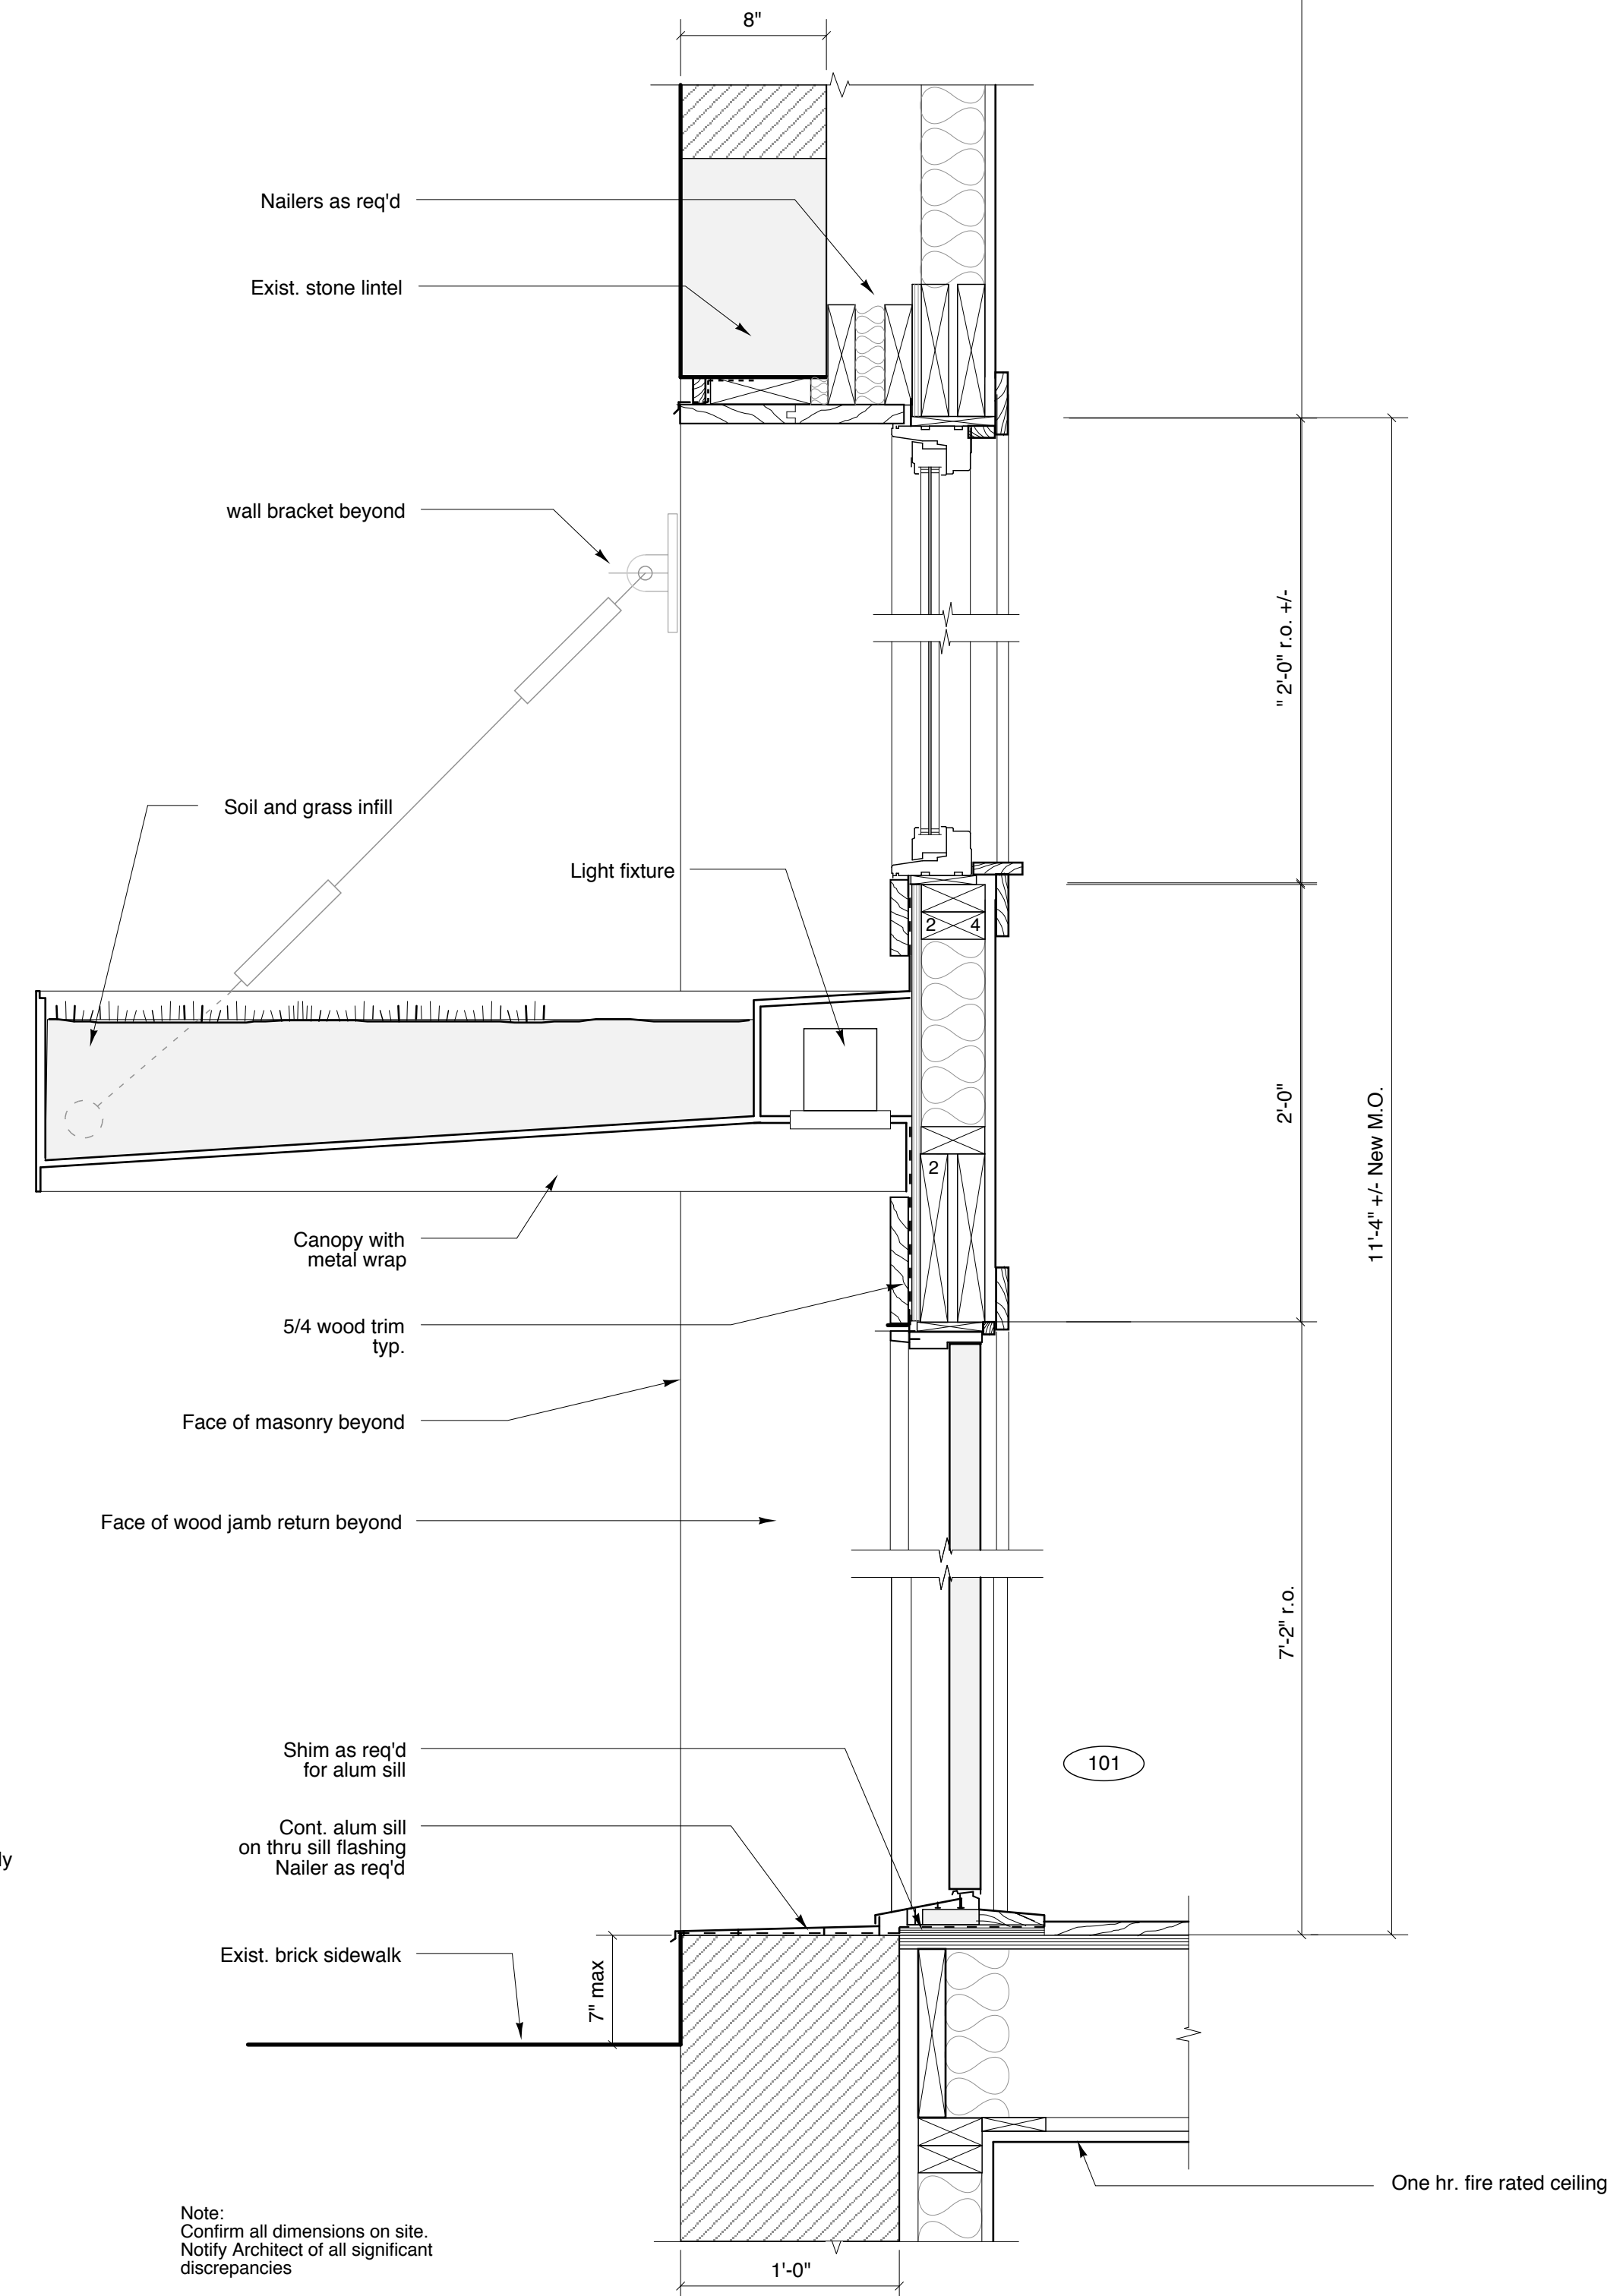 8"
Nailers as req'd
Exist. stone lintel
wall bracket beyond
" 2'-0" r.o. +/-
Soil and grass infill
Light fixture
2 4
2'-0"
11'-4" +/- New M.O.
2
Canopy with
metal wrap
5/4 wood trim
typ.
Face of masonry beyond
Face of wood jamb return beyond
7'-2" r.o.
Shim as req'd
for alum sill
101
Cont. alum sill
on thru sill flashing
Nailer as req'd
ly
Exist. brick sidewalk
7" max
One hr. fire rated ceiling
Note:
Confirm all dimensions on site.
Notify Architect of all significant
discrepancies
1'-0"